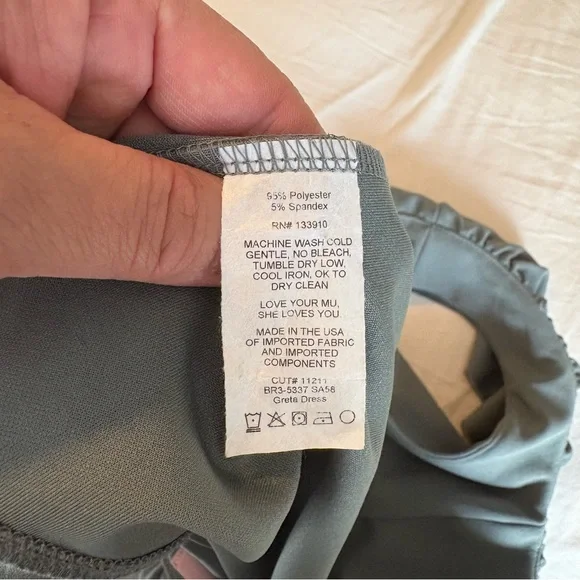 95% Polyester
5% Spandex
RN# 133910
MACHINE WASH COLD
GENTLE, NO BLEACH,
TUMBLE DRY LOW,
COOL IRON, OK TO
DRY CLEAN
LOVE YOUR MU,
SHE LOVES YOU.
MADE IN THE USA
OF IMPORTED FABRIC
AND IMPORTED
COMPONENTS
CUT# 11211
BR3-5337 SA58
Greta Dress